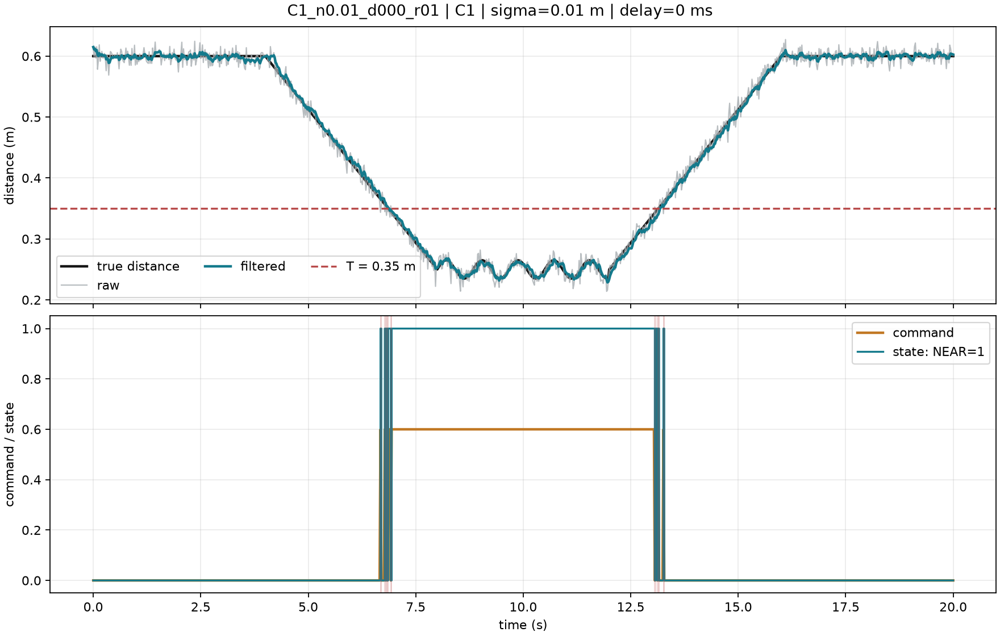 C1_n0.01_d000_r01 | C1 | sigma=0.01 m | delay=0 ms
distance (m)
0.6
0.5
0.4
0.3
0.2
true distance filtered T = 0.35 m
raw
command / state
1.0
0.8
0.6
0.4
0.2
0.0
command
state: NEAR=1
0.0 2.5 5.0 7.5 10.0 12.5 15.0 17.5 20.0
time (s)